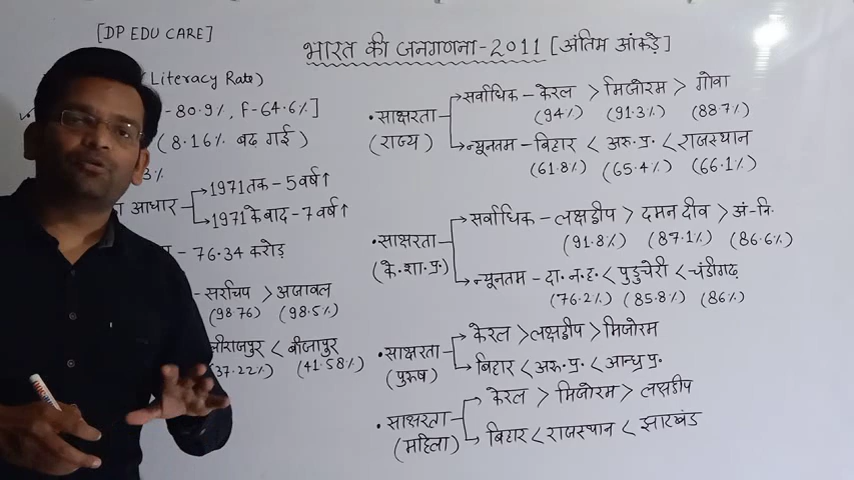 [DP EDU CARE]
भारत की जनगणना-2011 [अंतिम आंकड़े]
(Literacy Rate)
-80.9%, F-64.6%]
(8.16% बढ़ गई)
3%
आधार
1971 तक - 5 वर्ष↑
1971 के बाद - 7 वर्ष↑
- 76.34 करोड़
- सरचिप > अजावल
(98.76) (98.5%)
लीराजपुर < बीजापुर
(37.22%) (41.58%)
• साक्षरता
(राज्य)
सर्वाधिक - केरल > मिजोरम > गोवा
(94%) (91.3%) (88.7%)
न्यूनतम - बिहार < अरु.प्र. < राजस्थान
(61.8%) (65.4%) (66.1%)
• साक्षरता
(के.शा.प्र.)
सर्वाधिक - लक्षद्वीप > दमन दीव > अं-नि.
(91.8%) (87.1%) (86.6%)
न्यूनतम - दा.न.ह. < पुडुचेरी < चंडीगढ़
(76.2%) (85.8%) (86%)
• साक्षरता
(पुरुष)
केरल > लक्षद्वीप > मिजोरम
बिहार < अरु.प्र. < आन्ध्र प्र.
• साक्षरता
(महिला)
केरल > मिजोरम > लक्षद्वीप
बिहार < राजस्थान < झारखंड